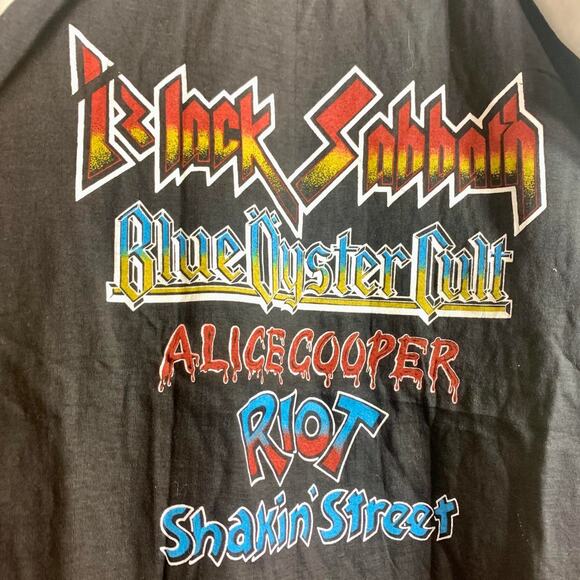 Black Sabbath
Blue Öyster Cult
ALICE COOPER
RIOT
Shakin' Street